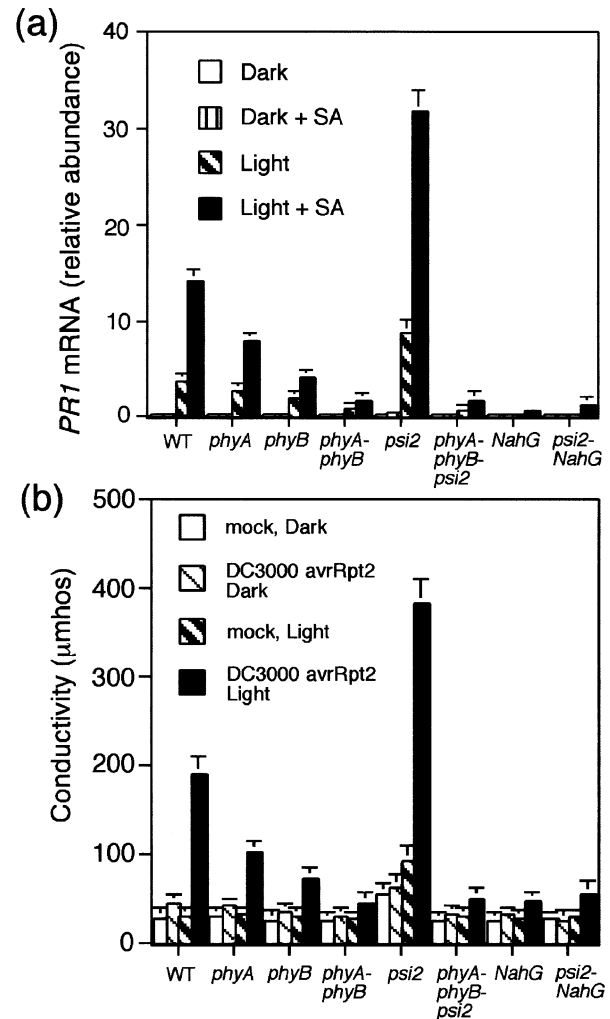 (a)
PR1 mRNA (relative abundance)
40
30
20
10
0
Dark
Dark + SA
Light
Light + SA
WT
phyA
phyB
phyA-
phyB
psi2
phyA-
phyB-
psi2
NahG
psi2-
NahG
(b)
Conductivity (µmhos)
500
400
300
200
100
0
mock, Dark
DC3000 avrRpt2
Dark
mock, Light
DC3000 avrRpt2
Light
WT
phyA
phyB
phyA-
phyB
psi2
phyA-
phyB-
psi2
NahG
psi2-
NahG